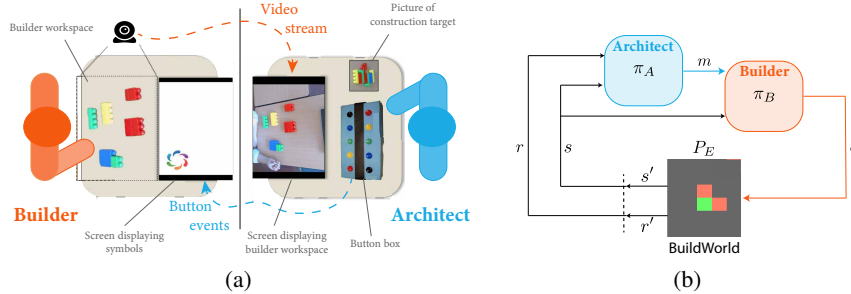 Builder workspace
Video
stream
Picture of
construction target
Builder
Button
events
Architect
Screen displaying
symbols
Screen displaying
builder workspace
Button box
(a)
Architect
π_A
m
Builder
π_B
r
s
P_E
s′
r′
BuildWorld
(b)